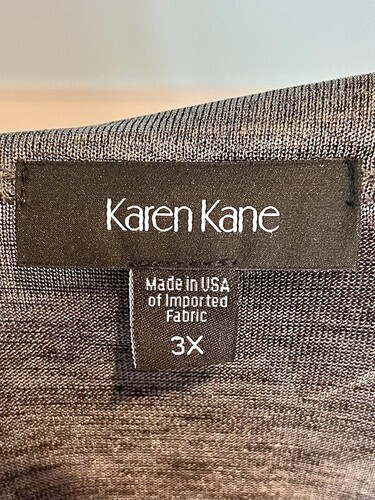 Karen Kane
Made in USA
of Imported
Fabric
3X